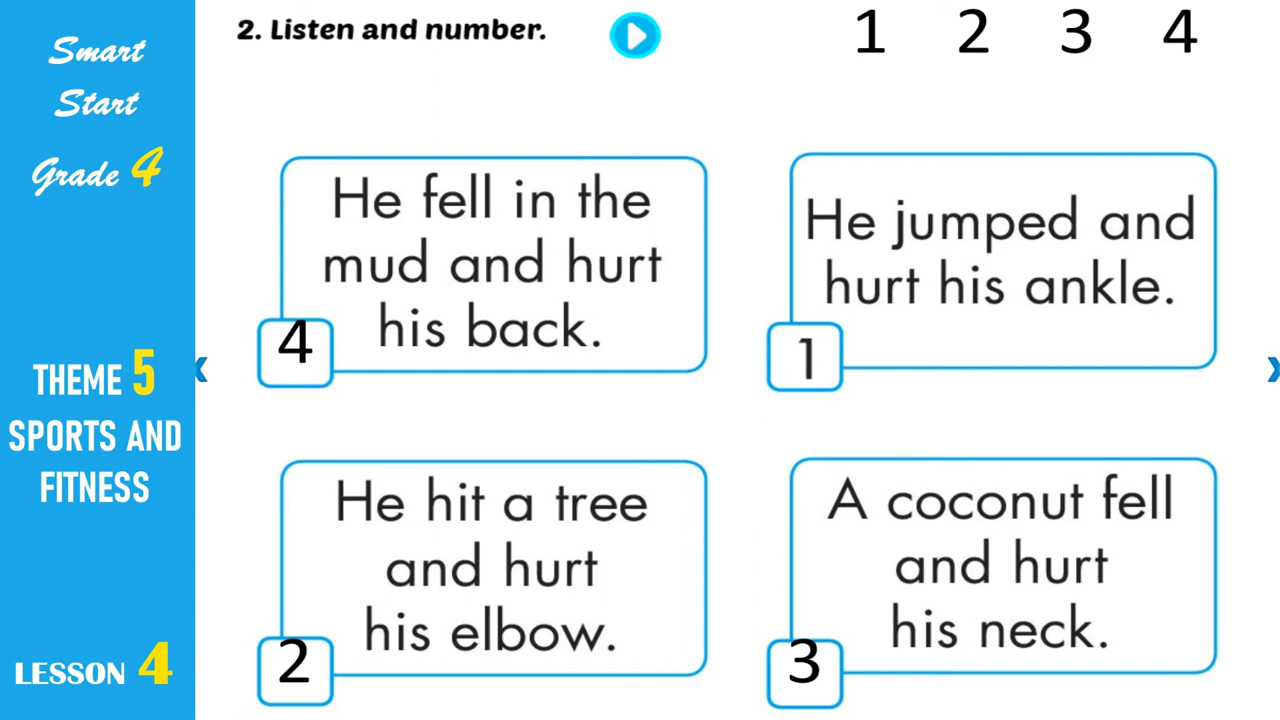 Smart
Start
Grade 4
THEME 5
SPORTS AND
FITNESS
LESSON 4
2. Listen and number.
1 2 3 4
He fell in the
mud and hurt
his back.
4
He jumped and
hurt his ankle.
1
He hit a tree
and hurt
his elbow.
2
A coconut fell
and hurt
his neck.
3